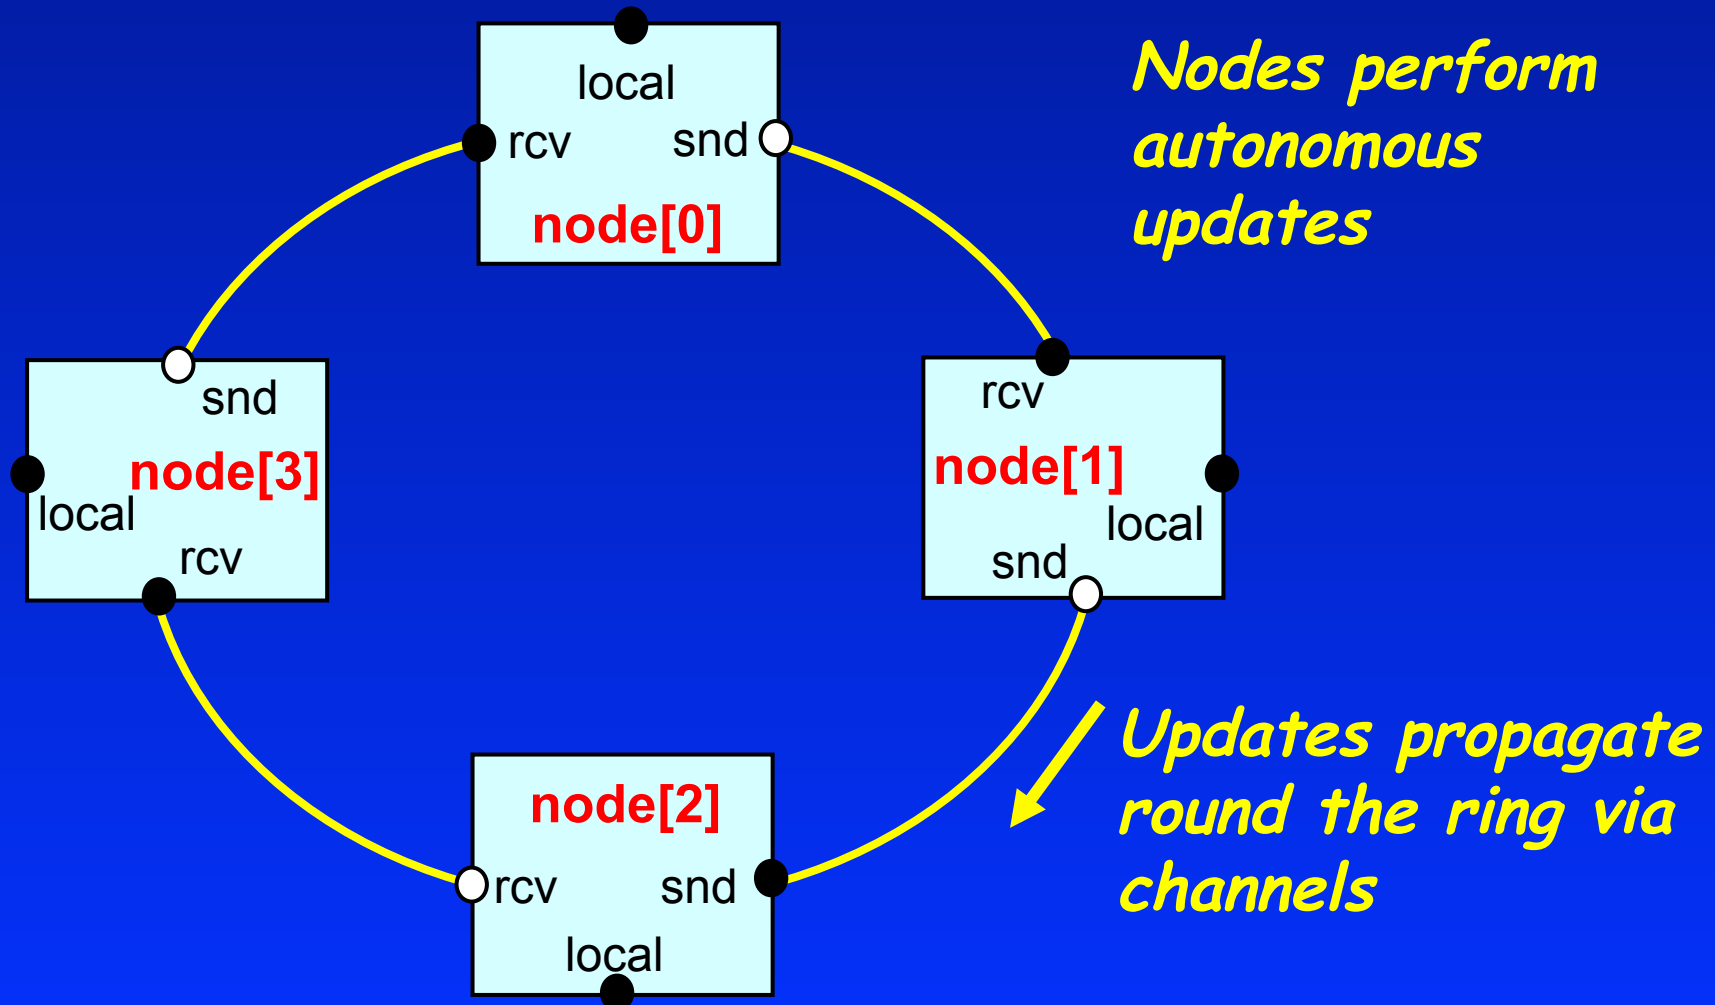 local
rcv
snd
node[0]
Nodes perform
autonomous
updates
snd
node[3]
local
rcv
rcv
node[1]
local
snd
node[2]
rcv
snd
local
Updates propagate
round the ring via
channels